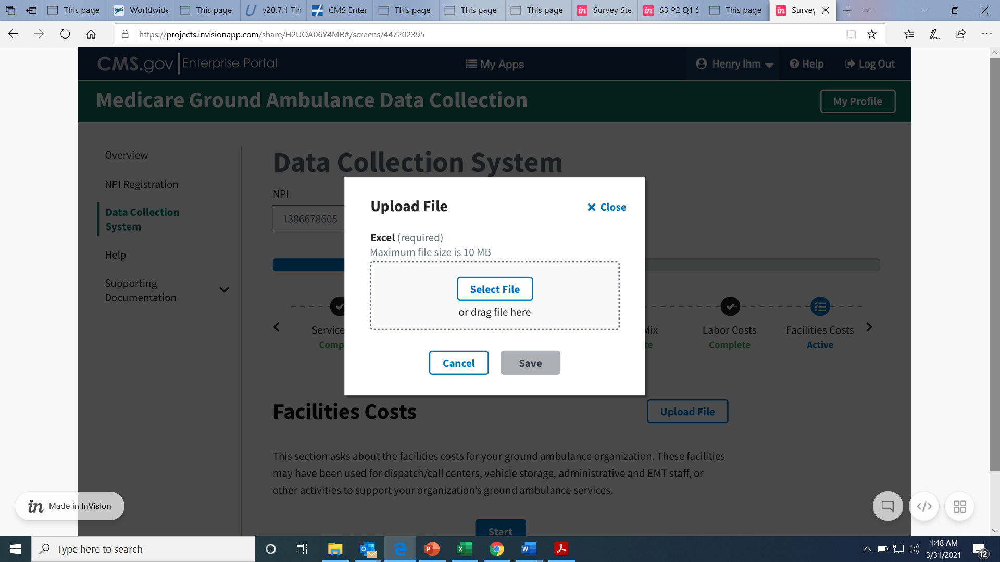 This page
Worldwide
This page
v20.7.1 Tin
CMS Enter
This page
This page
This page
Survey Ste
S3 P2 Q1 S
This page
Survey
https://projects.invisionapp.com/share/H2UOA06Y4MR#/screens/447202395
CMS.gov Enterprise Portal
My Apps
Henry Ihm
Help
Log Out
Medicare Ground Ambulance Data Collection
My Profile
Overview
NPI Registration
Data Collection
System
Help
Supporting
Documentation
Data Collection System
NPI
1386678605
Upload File
Close
Excel (required)
Maximum file size is 10 MB
Select File
or drag file here
Cancel
Save
Service
Comp
Mix
te
Labor Costs
Complete
Facilities Costs
Active
Facilities Costs
Upload File
This section asks about the facilities costs for your ground ambulance organization. These facilities
may have been used for dispatch/call centers, vehicle storage, administrative and EMT staff, or
other activities to support your organization’s ground ambulance services.
Start
in Made in InVision
Type here to search
1:48 AM
3/31/2021
12